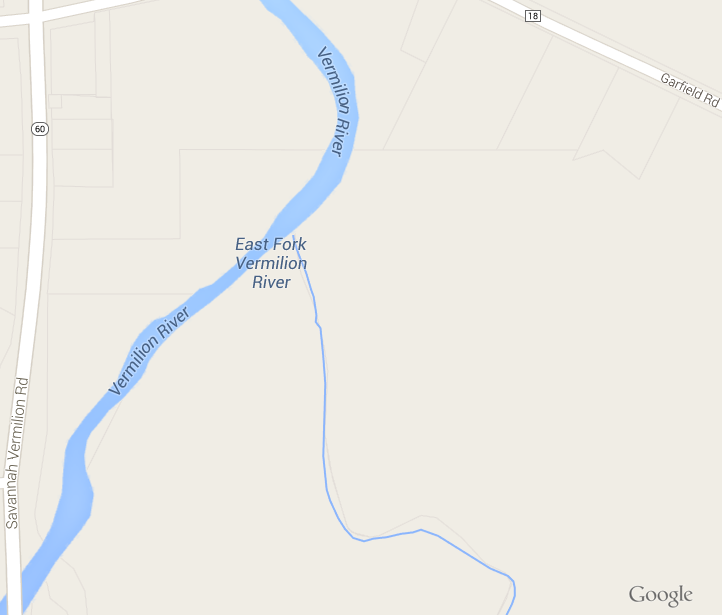 18
Garfield Rd
Vermilion River
60
East Fork
Vermilion
River
Vermilion River
Savannah Vermilion Rd
Google